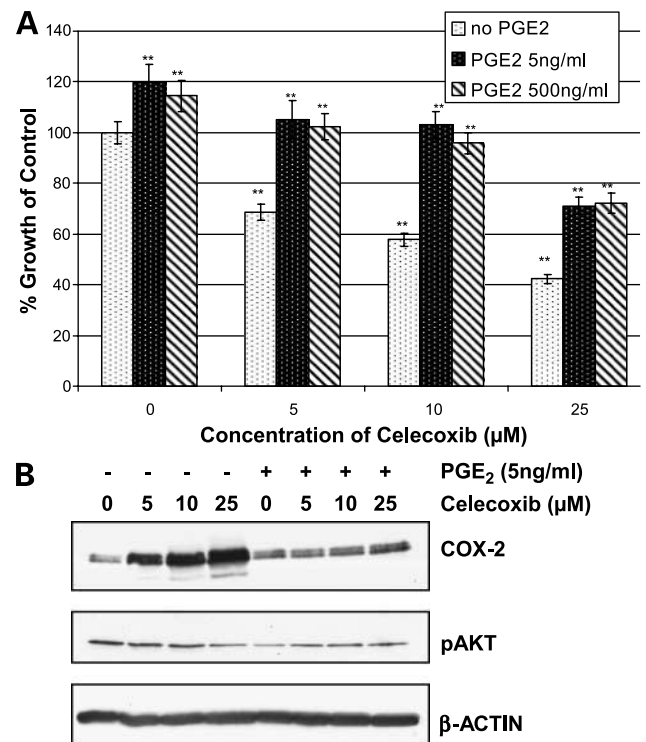 A
140
120
100
80
60
40
20
0
% Growth of Control
no PGE2
PGE2 5ng/ml
PGE2 500ng/ml
** **
** ** **
** ** **
** ** **
0 5 10 25
Concentration of Celecoxib (µM)
B
- - - - + + + + PGE2 (5ng/ml)
0 5 10 25 0 5 10 25 Celecoxib (µM)
COX-2
pAKT
β-ACTIN